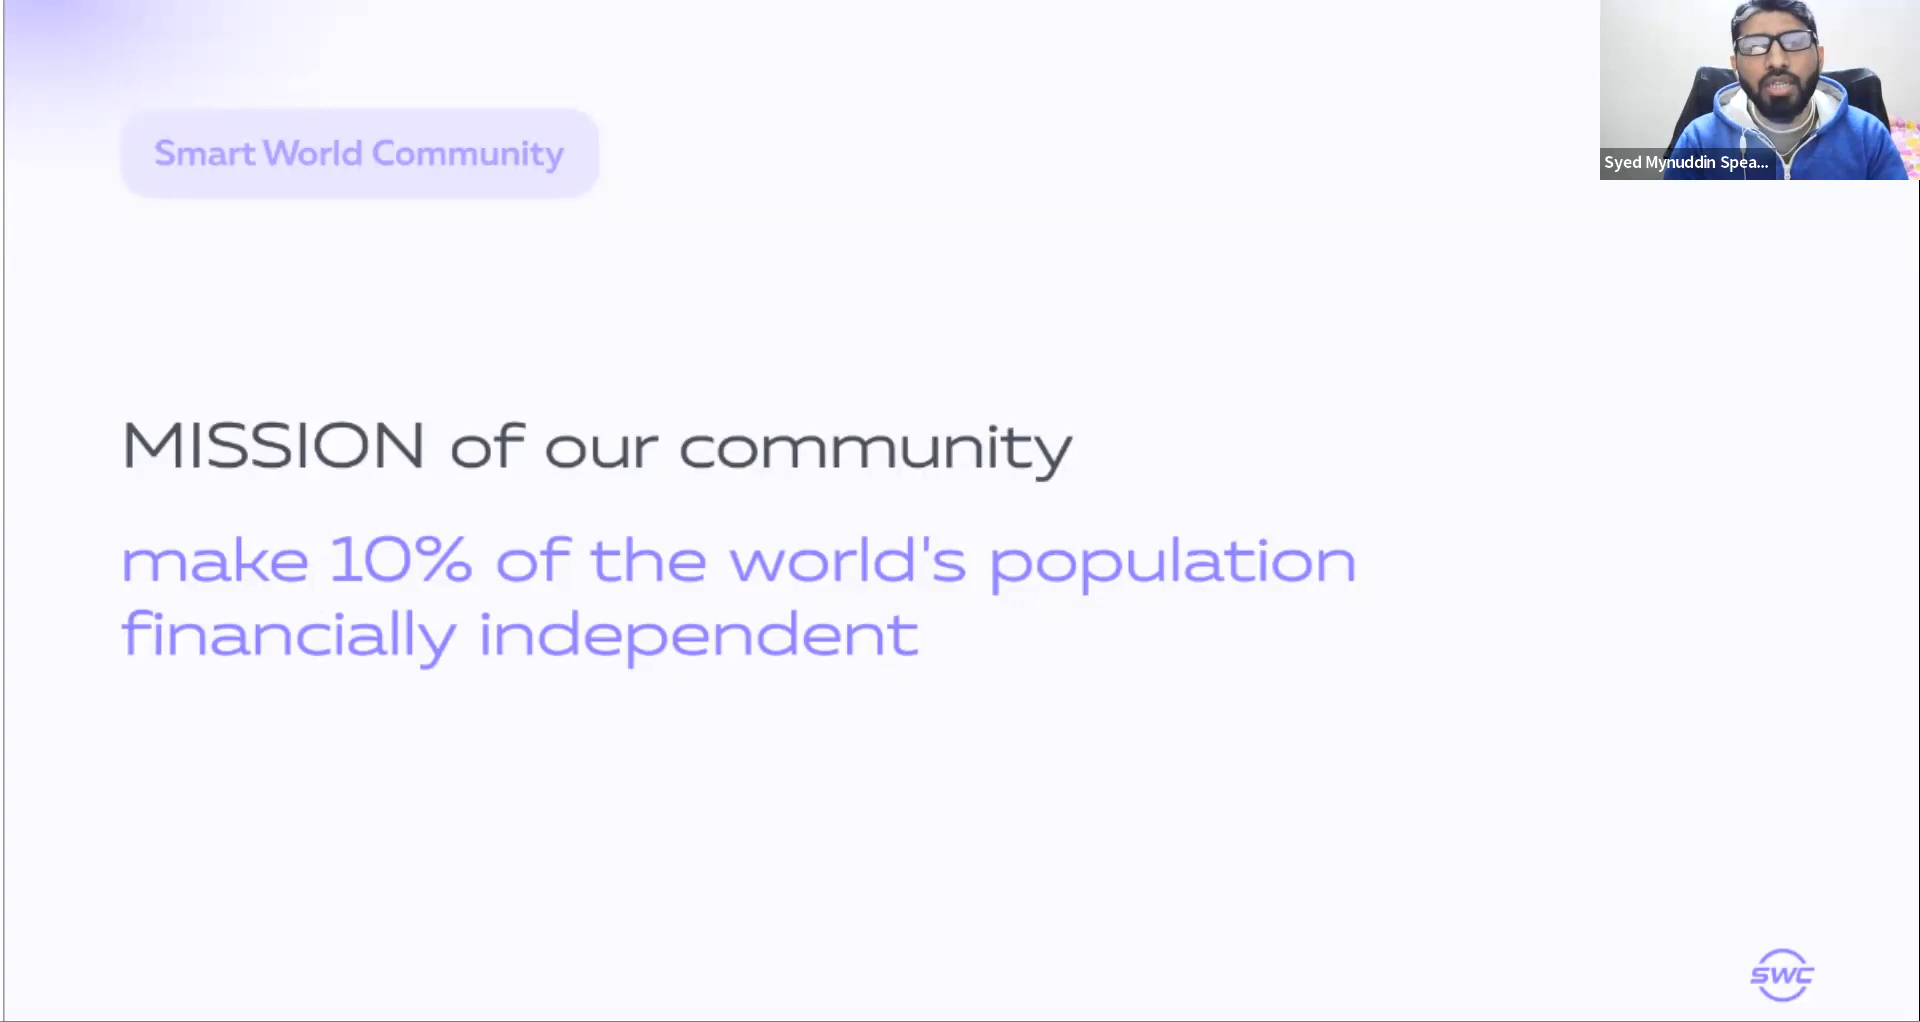 Smart World Community
Syed Mynuddin Spea...
MISSION of our community
make 10% of the world's population
financially independent
SWC